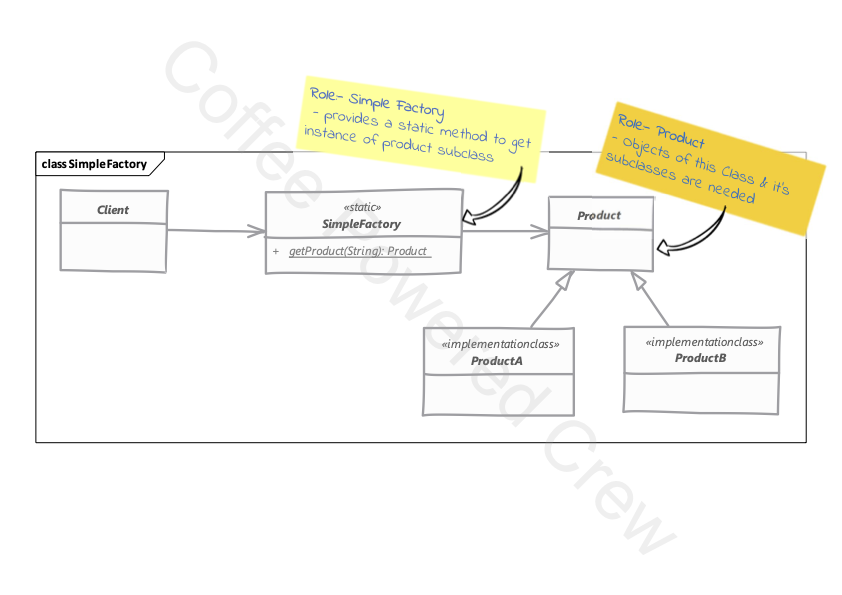 Role- Simple Factory
- provides a static method to get
instance of product subclass
Role- Product
- Objects of this Class & it's
subclasses are needed
class SimpleFactory
Client
«static»
SimpleFactory
+ getProduct(String): Product
Product
«implementationclass»
ProductA
«implementationclass»
ProductB
Coffee Powered Crew